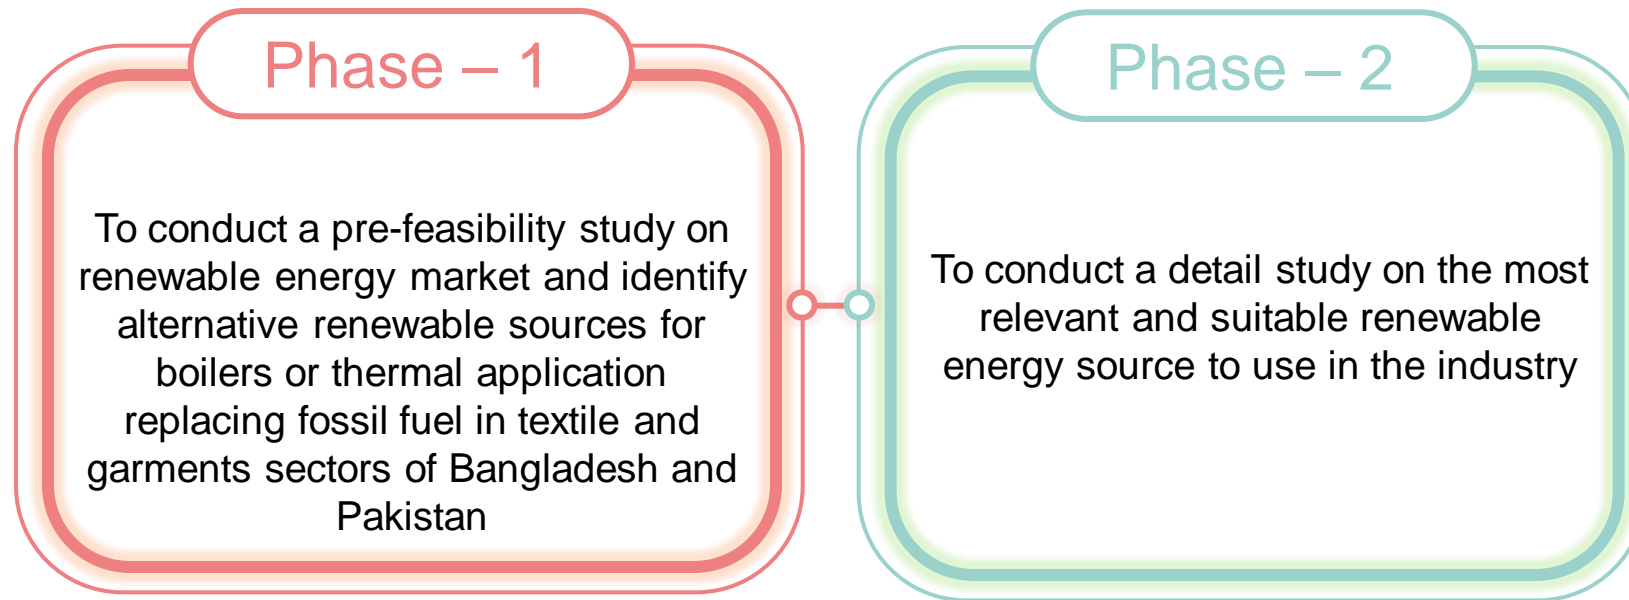 Phase – 1
To conduct a pre-feasibility study on
renewable energy market and identify
alternative renewable sources for
boilers or thermal application
replacing fossil fuel in textile and
garments sectors of Bangladesh and
Pakistan
Phase – 2
To conduct a detail study on the most
relevant and suitable renewable
energy source to use in the industry